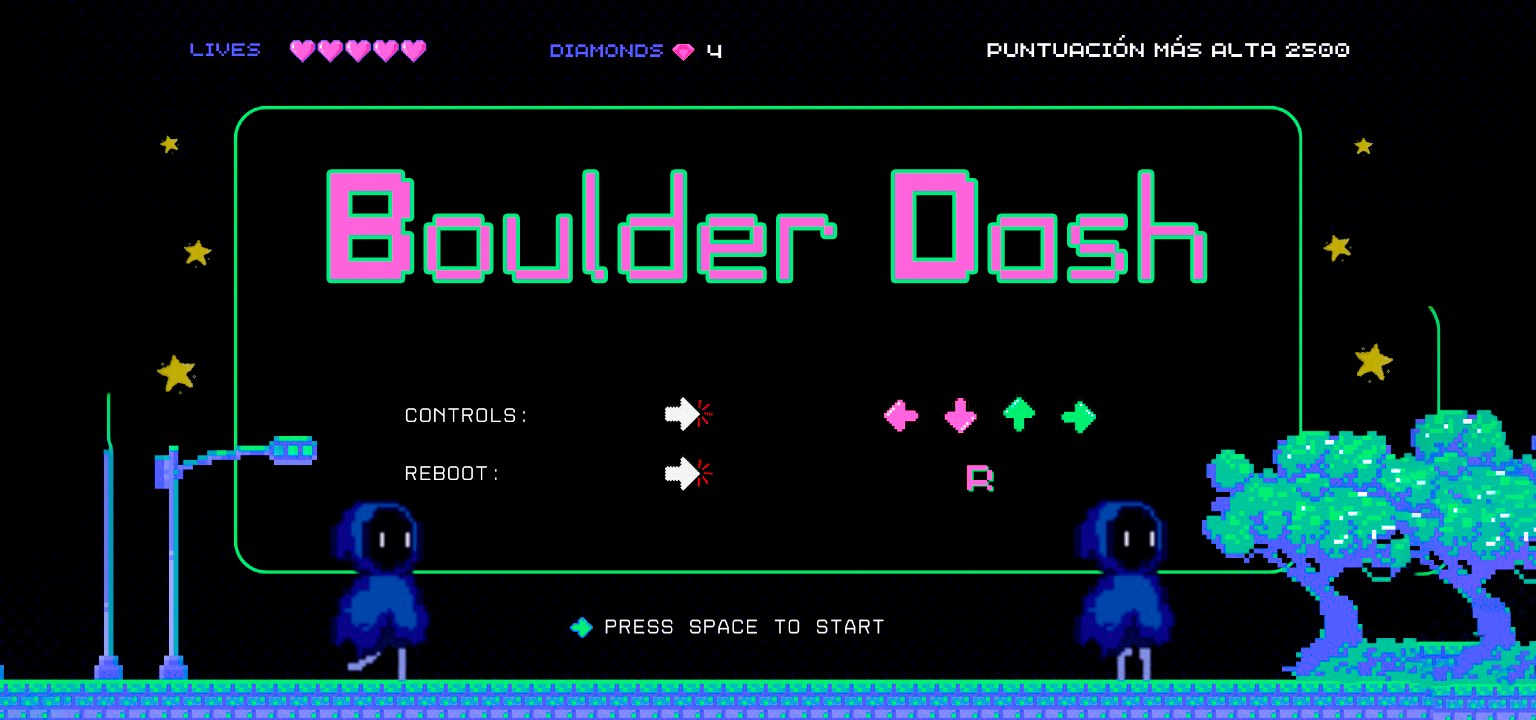 LIVES DIAMONDS 4 PUNTUACIÓN MÁS ALTA 2500
Boulder Dash
CONTROLS:
REBOOT: R
PRESS SPACE TO START